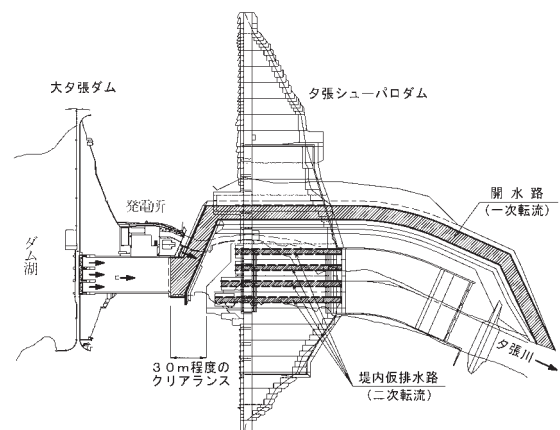 大夕張ダム
夕張シューパロダム
発電所
開水路
(一次転流)
ダム湖
30m程度の
クリアランス
堤内仮排水路
(二次転流)
夕張川